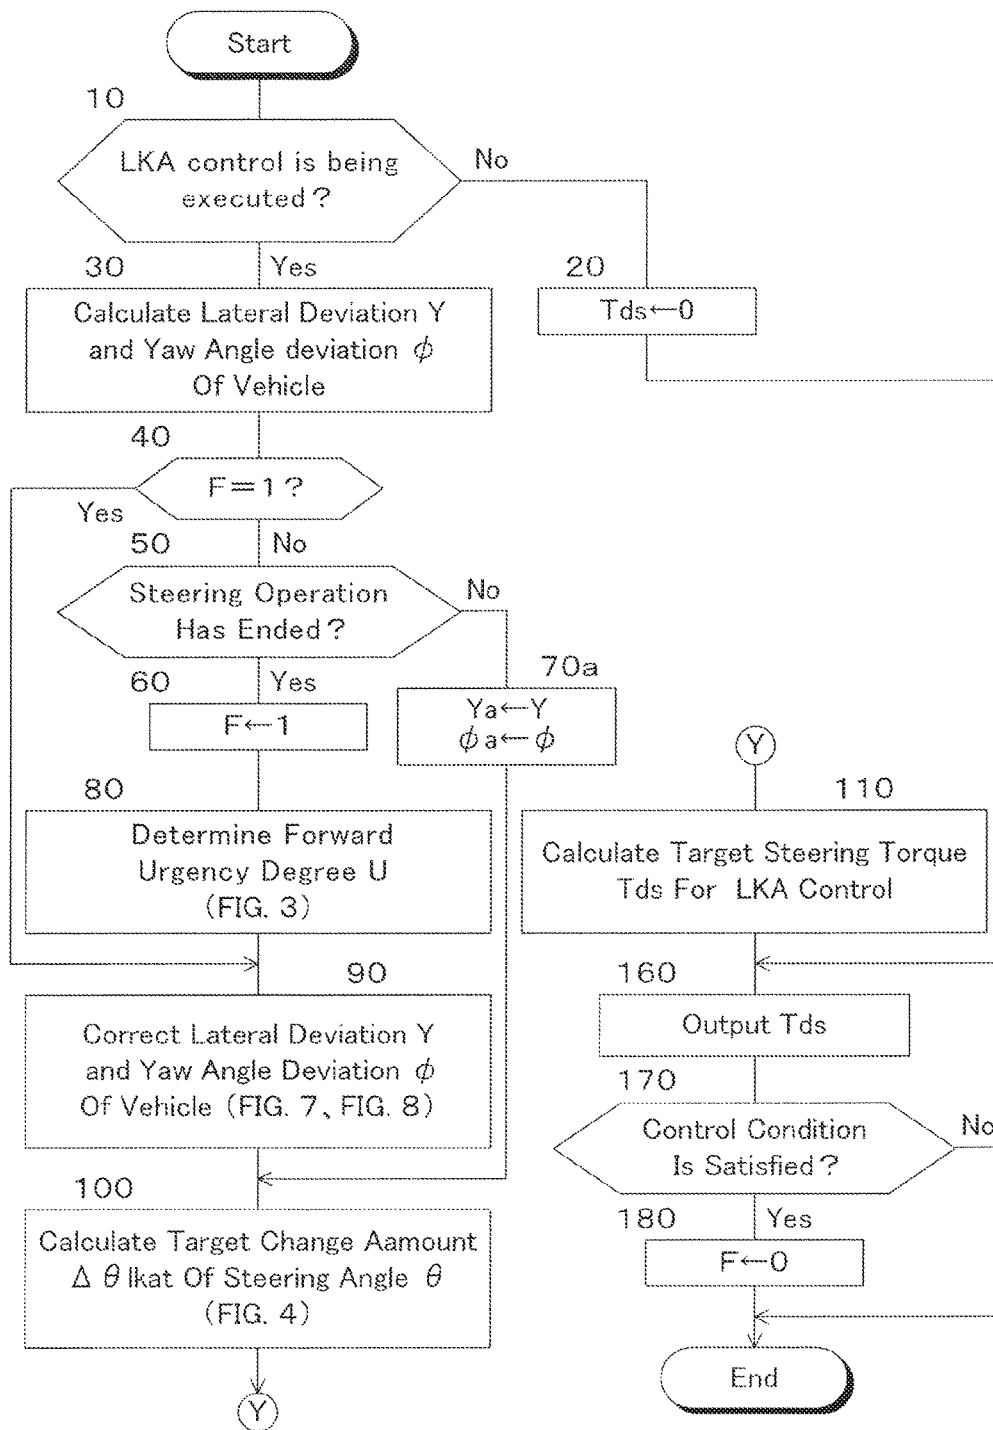 Start
10
LKA control is being
executed?
No
Yes
30
Calculate Lateral Deviation Y
and Yaw Angle deviation φ
Of Vehicle
20
Tds←0
40
F=1?
Yes
No
50
Steering Operation
Has Ended?
No
60
Yes
F←1
70a
Ya←Y
φa←φ
80
Determine Forward
Urgency Degree U
(FIG. 3)
90
Correct Lateral Deviation Y
and Yaw Angle Deviation φ
Of Vehicle (FIG. 7、FIG. 8)
100
Calculate Target Change Aamount
Δθlkat Of Steering Angle θ
(FIG. 4)
Y
Y
110
Calculate Target Steering Torque
Tds For LKA Control
160
Output Tds
170
Control Condition
Is Satisfied?
No
180
Yes
F←0
End